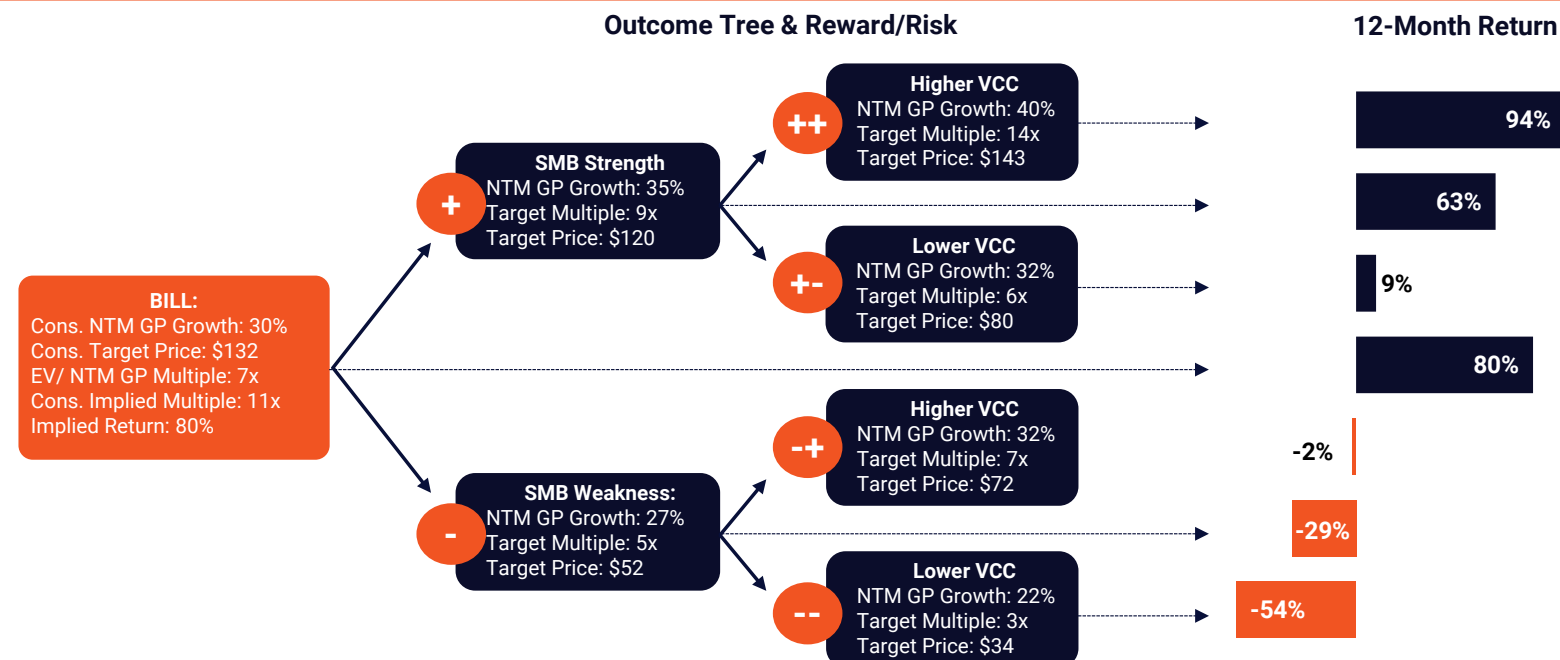 Outcome Tree & Reward/Risk
12-Month Return
BILL:
Cons. NTM GP Growth: 30%
Cons. Target Price: $132
EV/ NTM GP Multiple: 7x
Cons. Implied Multiple: 11x
Implied Return: 80%
+
SMB Strength
NTM GP Growth: 35%
Target Multiple: 9x
Target Price: $120
-
SMB Weakness:
NTM GP Growth: 27%
Target Multiple: 5x
Target Price: $52
++
Higher VCC
NTM GP Growth: 40%
Target Multiple: 14x
Target Price: $143
+-
Lower VCC
NTM GP Growth: 32%
Target Multiple: 6x
Target Price: $80
-+
Higher VCC
NTM GP Growth: 32%
Target Multiple: 7x
Target Price: $72
--
Lower VCC
NTM GP Growth: 22%
Target Multiple: 3x
Target Price: $34
94%
63%
9%
80%
-2%
-29%
-54%